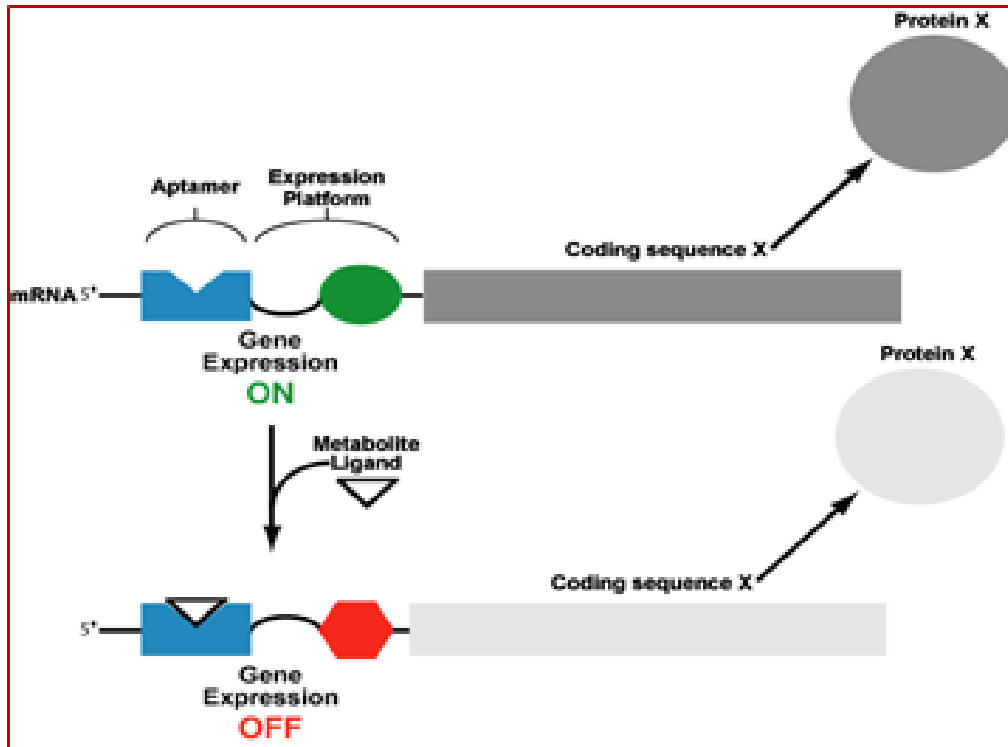 Protein X
Aptamer
Expression
Platform
Coding sequence X
mRNA 5'
Gene
Expression
ON
Protein X
Metabolite
Ligand
Coding sequence X
5'
Gene
Expression
OFF